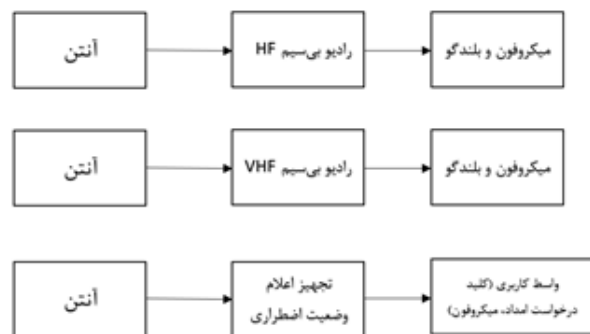 آنتن
رادیو بی‌سیم HF
میکروفون و بلندگو
آنتن
رادیو بی‌سیم VHF
میکروفون و بلندگو
آنتن
تجهیز اعلام
وضعیت اضطراری
واسط کاربری (کلید
درخواست امداد، میکروفون)